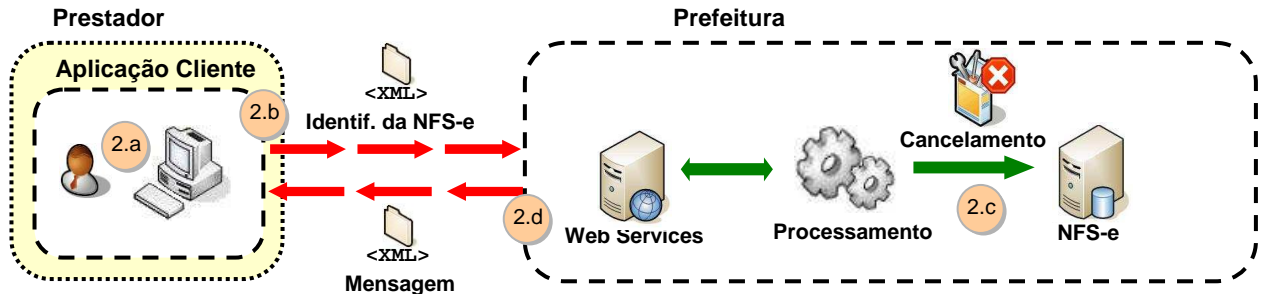 Prestador
Prefeitura
Aplicação Cliente
2.a
2.b
<XML>
Identif. da NFS-e
<XML>
Mensagem
2.d
Web Services
Processamento
Cancelamento
2.c
NFS-e